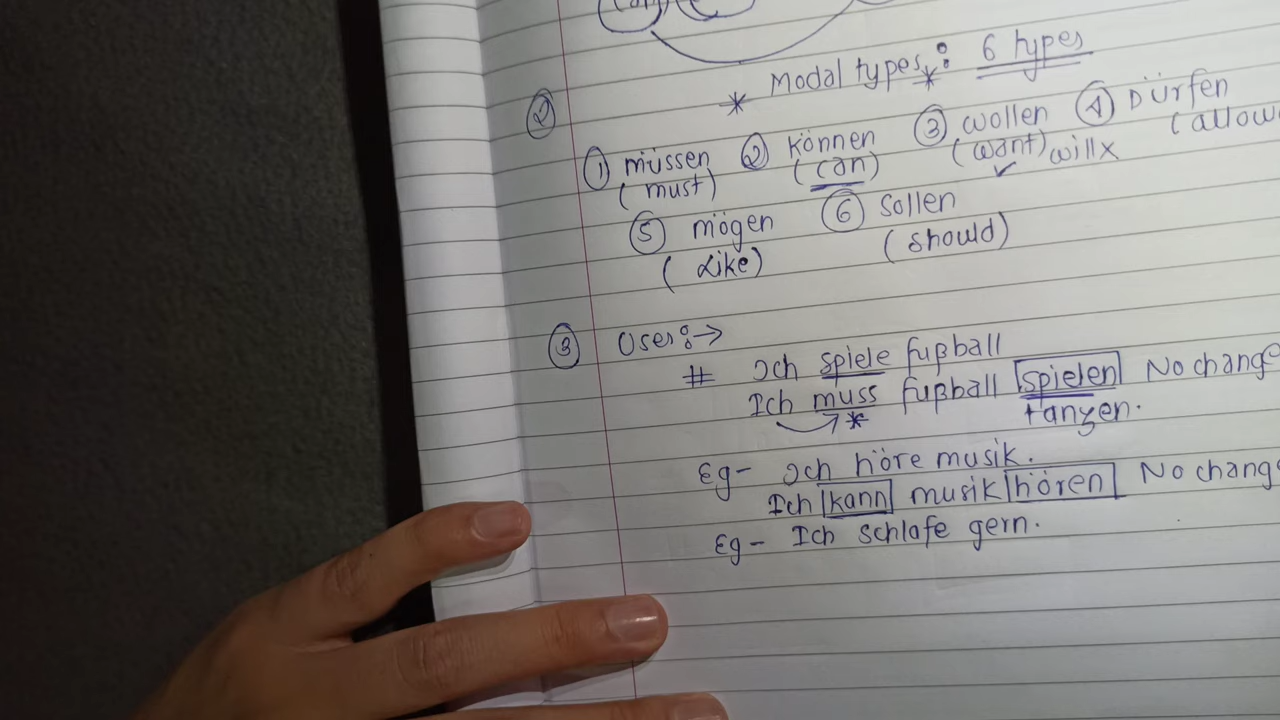 * Modal types *: 6 types
② ① müssen ② können ③ wollen ④ Dürfen
(must) (can) (want) will x (allow
⑤ mögen ⑥ sollen
(Like) (should)
③ Uses :→
# Ich spiele fußball
Ich muss fußball spielen No change
* tanzen.
Eg- Ich höre musik.
Ich kann musik hören No change
Eg- Ich schlafe gern.